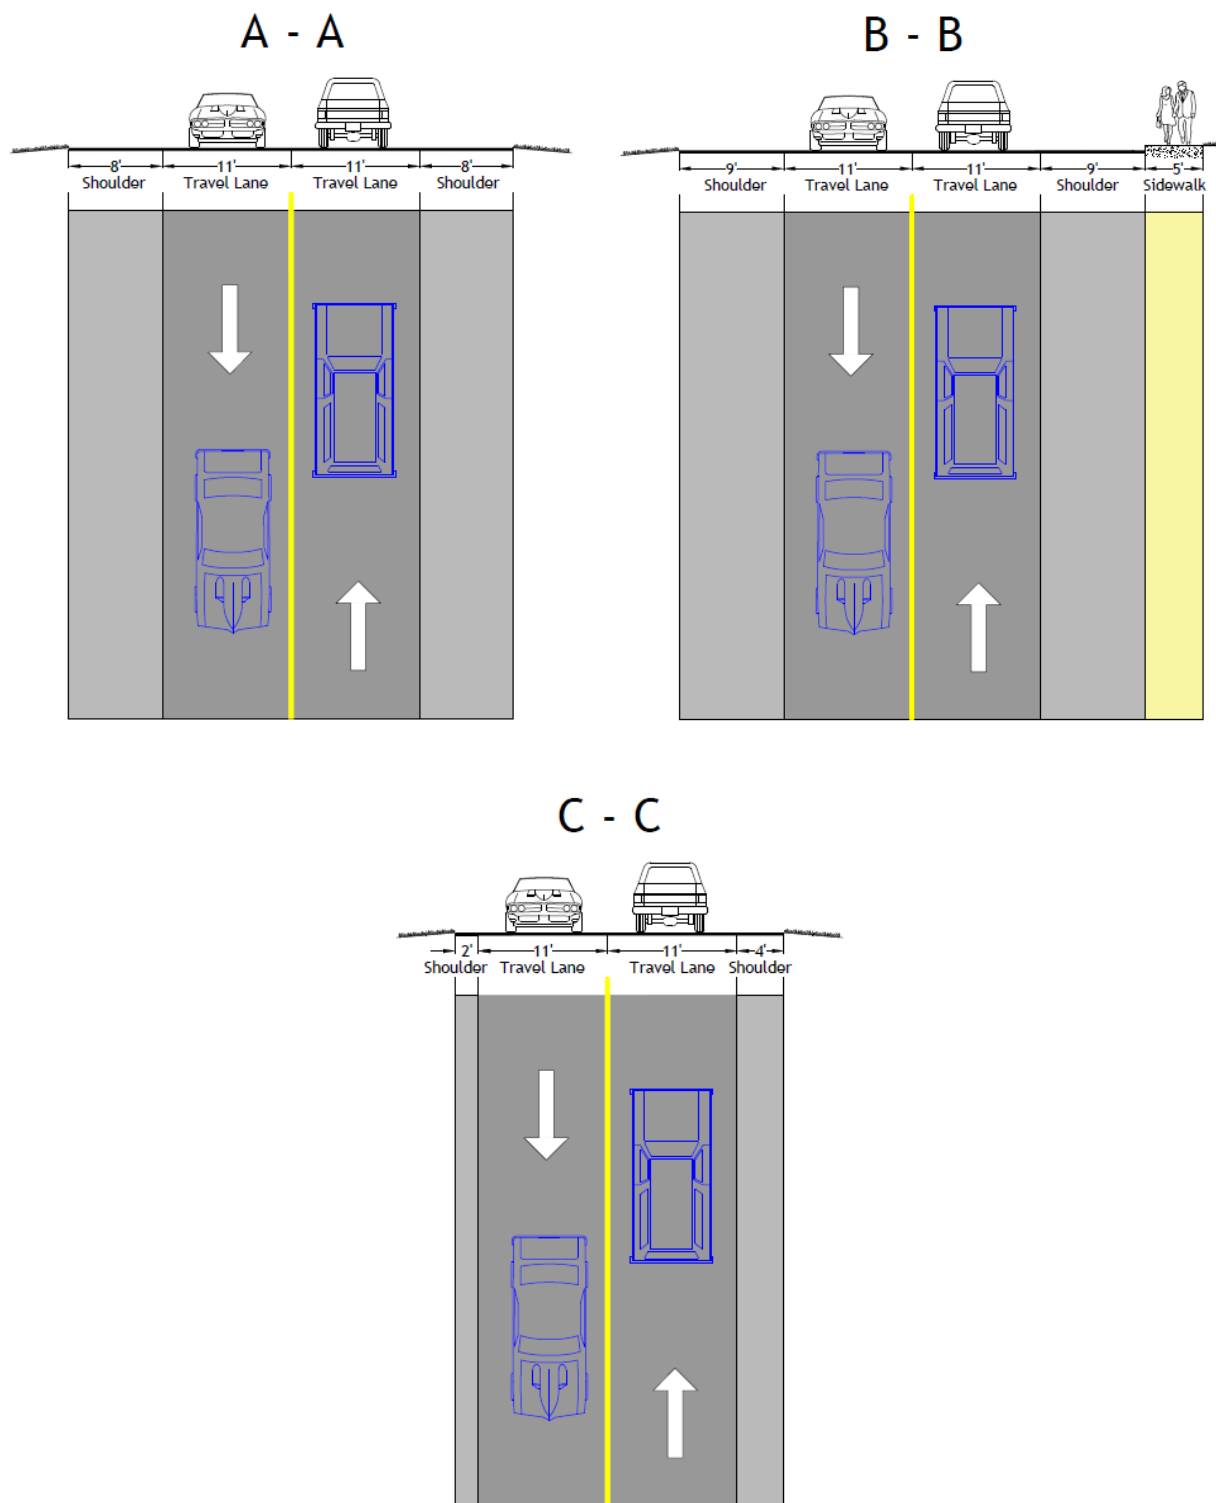 A - A
8' 11' 11' 8'
Shoulder Travel Lane Travel Lane Shoulder
B - B
9' 11' 11' 9' 5'
Shoulder Travel Lane Travel Lane Shoulder Sidewalk
C - C
2' 11' 11' 4'
Shoulder Travel Lane Travel Lane Shoulder